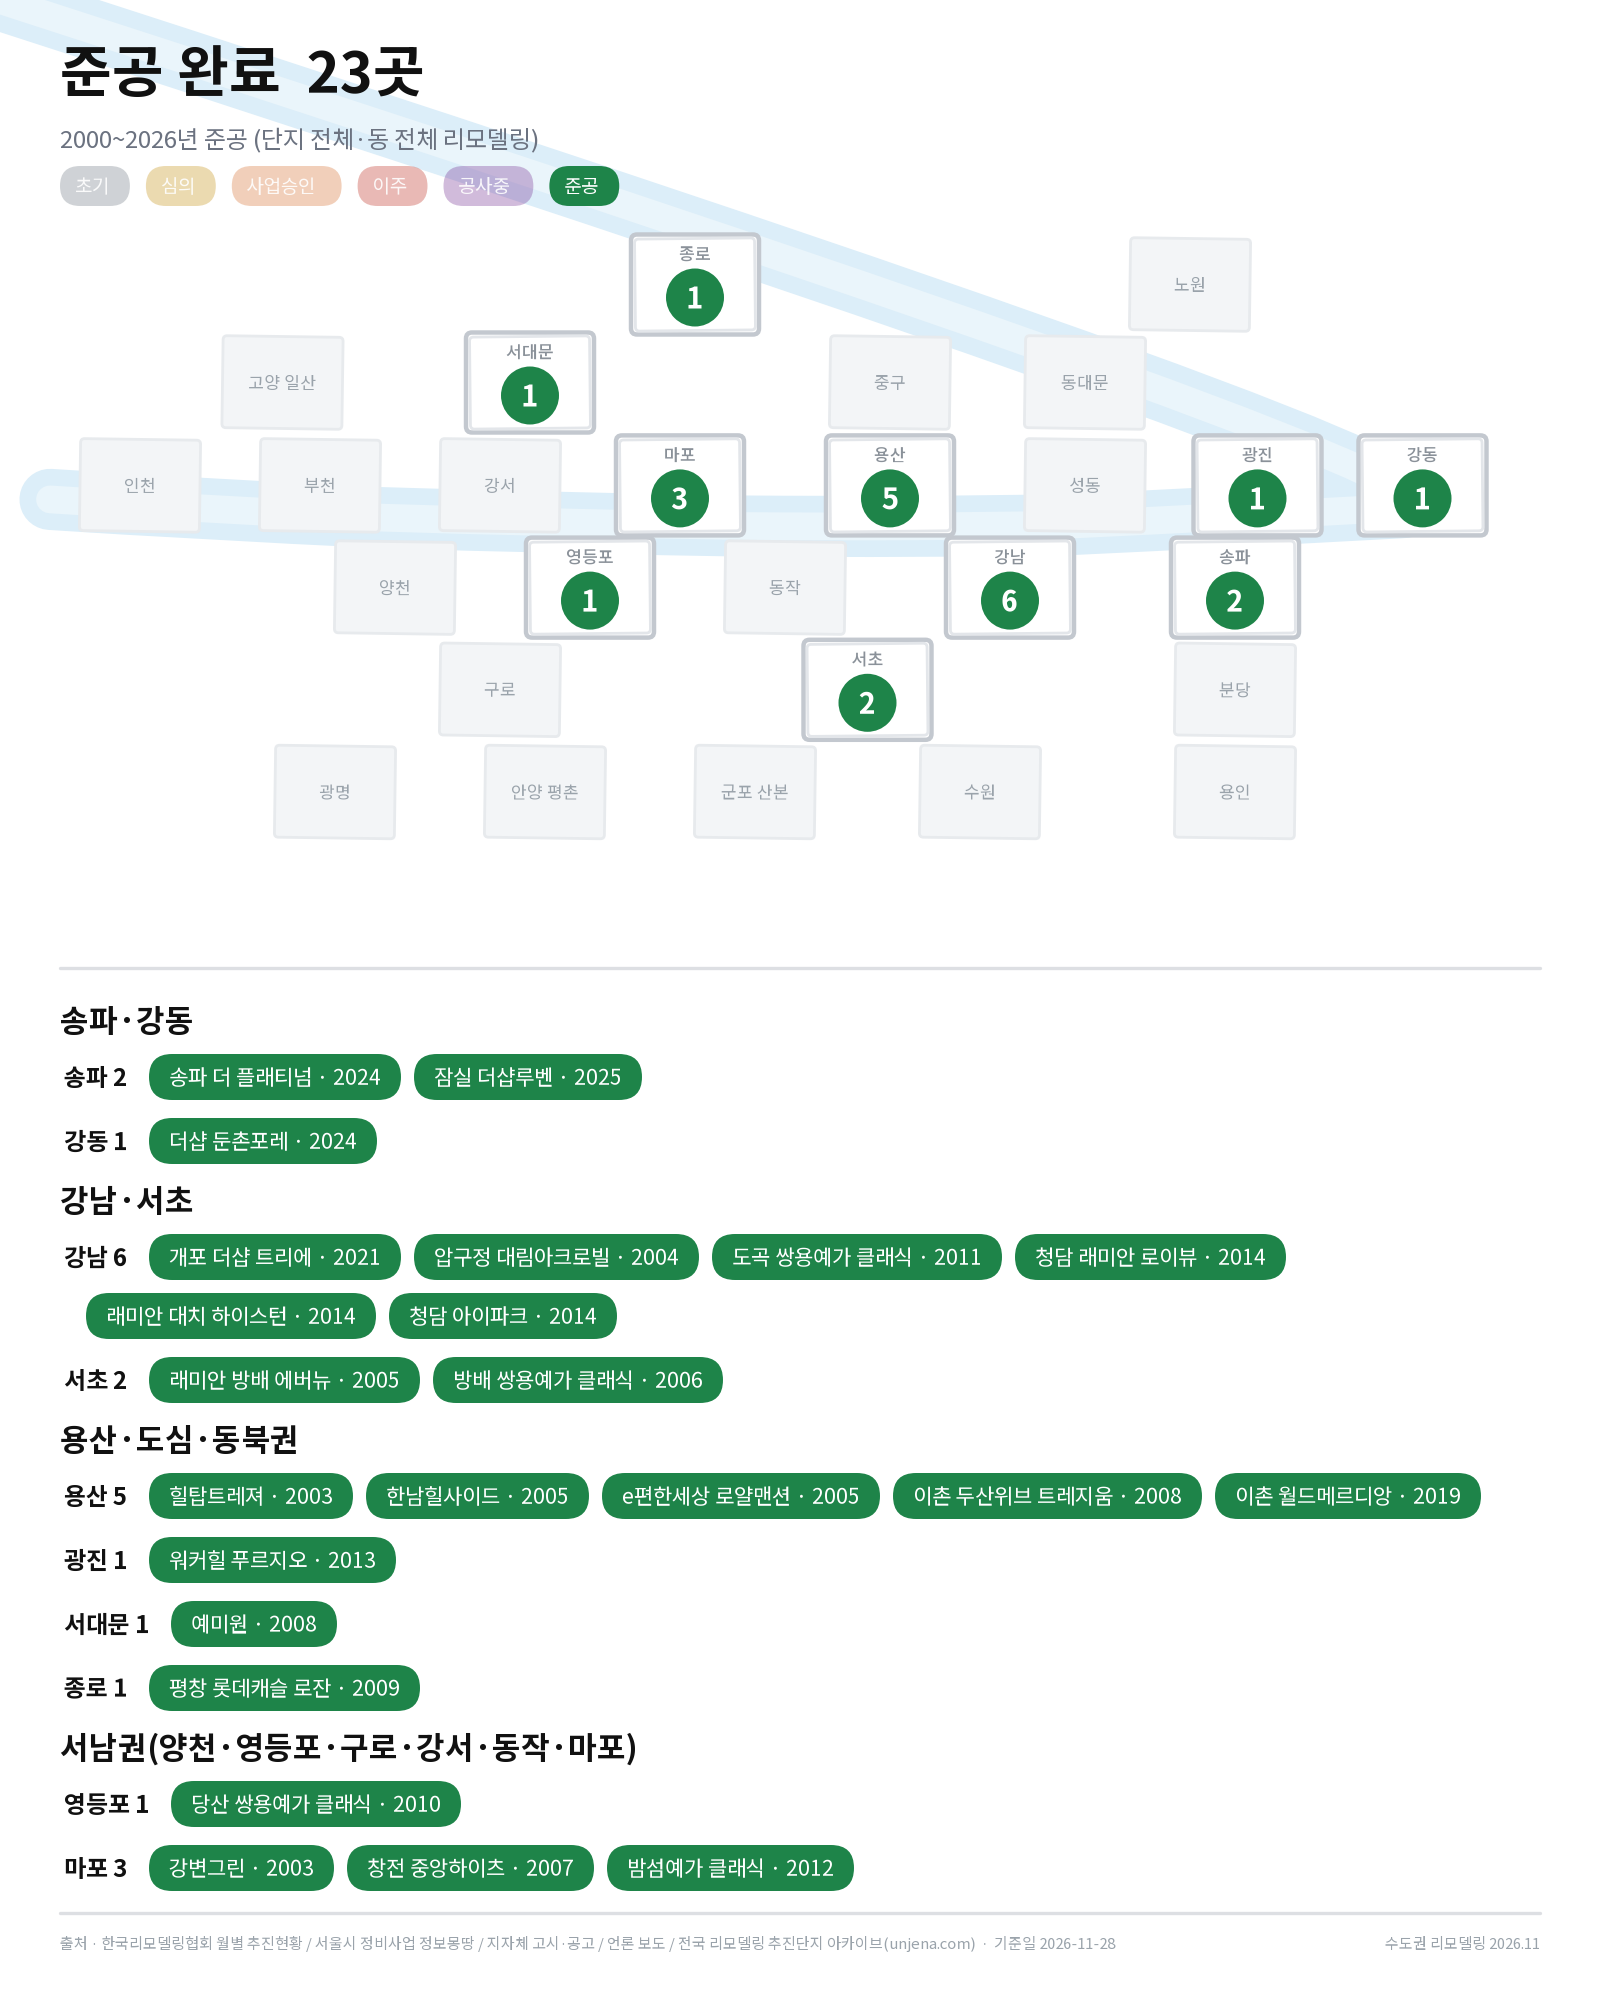 준공 완료 23곳
2000~2026년 준공 (단지 전체·동 전체 리모델링)
초기 심의 사업승인 이주 공사중 준공
종로
1
노원
고양 일산
서대문
1
중구
동대문
인천
부천
강서
마포
3
용산
5
성동
광진
1
강동
1
양천
영등포
1
동작
강남
6
송파
2
구로
서초
2
분당
광명
안양 평촌
군포 산본
수원
용인
송파·강동
송파 2 송파 더 플래티넘 · 2024 잠실 더샵루벤 · 2025
강동 1 더샵 둔촌포레 · 2024
강남·서초
강남 6 개포 더샵 트리에 · 2021 압구정 대림아크로빌 · 2004 도곡 쌍용예가 클래식 · 2011 청담 래미안 로이뷰 · 2014
래미안 대치 하이스턴 · 2014 청담 아이파크 · 2014
서초 2 래미안 방배 에버뉴 · 2005 방배 쌍용예가 클래식 · 2006
용산·도심·동북권
용산 5 힐탑트레져 · 2003 한남힐사이드 · 2005 e편한세상 로얄맨션 · 2005 이촌 두산위브 트레지움 · 2008 이촌 월드메르디앙 · 2019
광진 1 워커힐 푸르지오 · 2013
서대문 1 예미원 · 2008
종로 1 평창 롯데캐슬 로잔 · 2009
서남권(양천·영등포·구로·강서·동작·마포)
영등포 1 당산 쌍용예가 클래식 · 2010
마포 3 강변그린 · 2003 창전 중앙하이츠 · 2007 밤섬예가 클래식 · 2012
출처 · 한국리모델링협회 월별 추진현황 / 서울시 정비사업 정보몽땅 / 지자체 고시·공고 / 언론 보도 / 전국 리모델링 추진단지 아카이브(unjena.com) · 기준일 2026-11-28
수도권 리모델링 2026.11